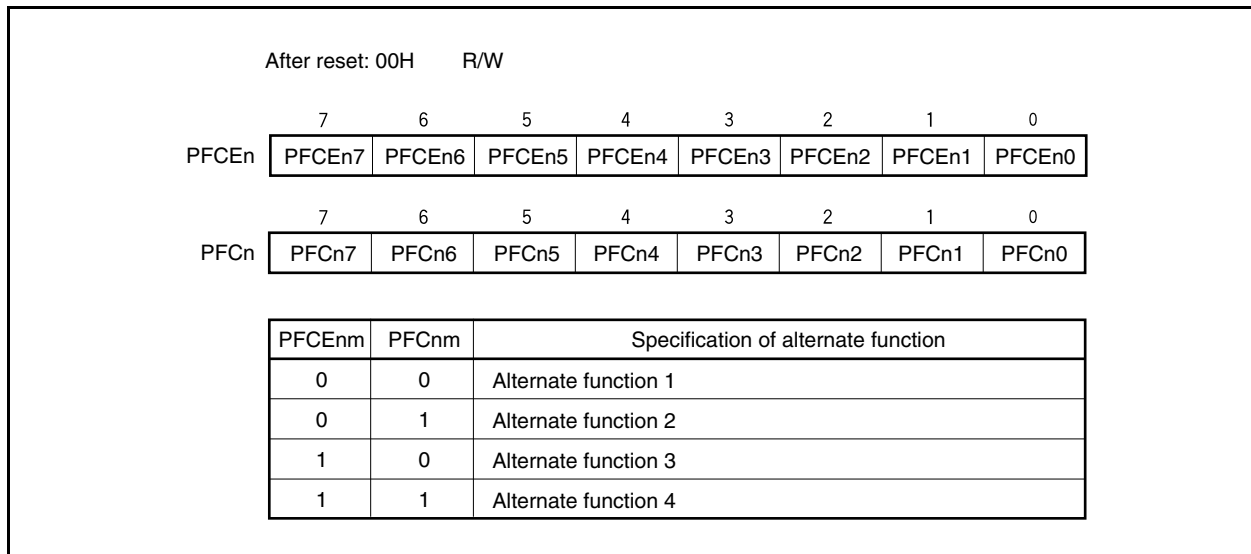 After reset: 00H R/W
7 6 5 4 3 2 1 0
PFCEn PFCEn7 PFCEn6 PFCEn5 PFCEn4 PFCEn3 PFCEn2 PFCEn1 PFCEn0
7 6 5 4 3 2 1 0
PFCn PFCn7 PFCn6 PFCn5 PFCn4 PFCn3 PFCn2 PFCn1 PFCn0
PFCEnm PFCnm Specification of alternate function
0 0 Alternate function 1
0 1 Alternate function 2
1 0 Alternate function 3
1 1 Alternate function 4